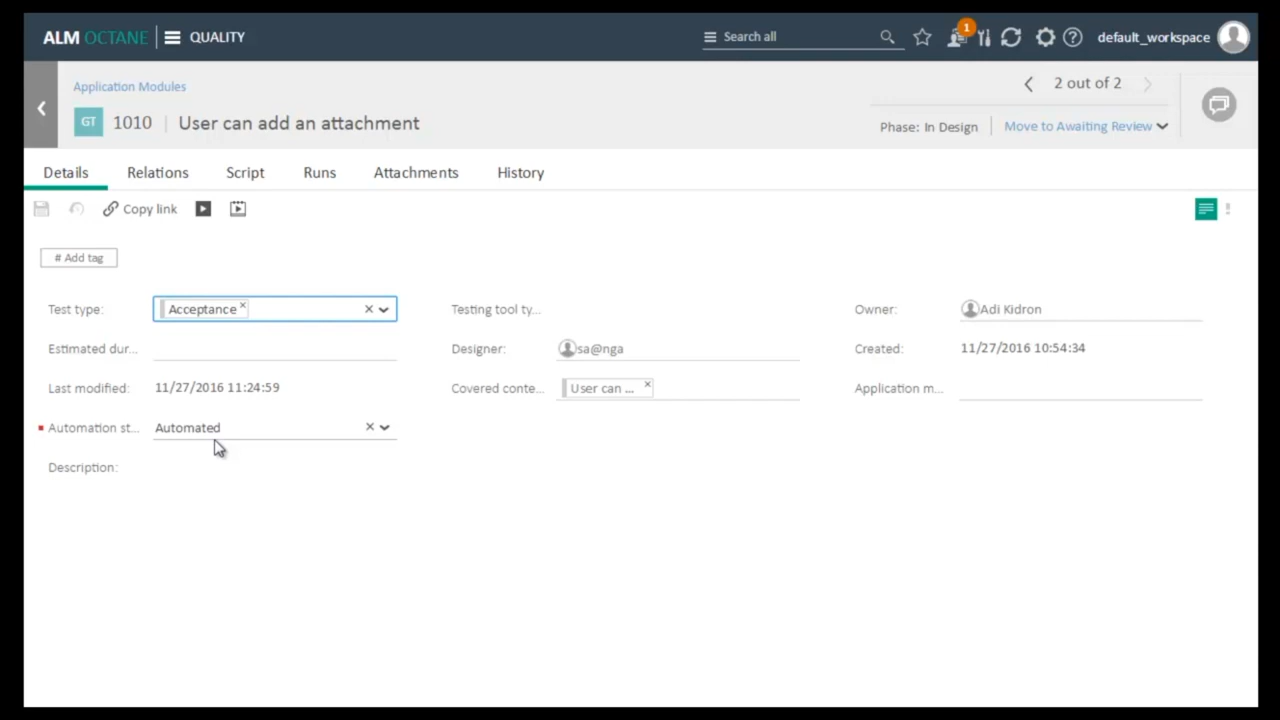 ALM OCTANE QUALITY Search all 1 default_workspace
Application Modules
2 out of 2
GT 1010 User can add an attachment
Phase: In Design Move to Awaiting Review
Details Relations Script Runs Attachments History
Copy link
# Add tag
Test type: Acceptance Testing tool ty... Owner: Adi Kidron
Estimated dur... Designer: sa@nga Created: 11/27/2016 10:54:34
Last modified: 11/27/2016 11:24:59 Covered conte... User can ... Application m...
Automation st... Automated
Description: